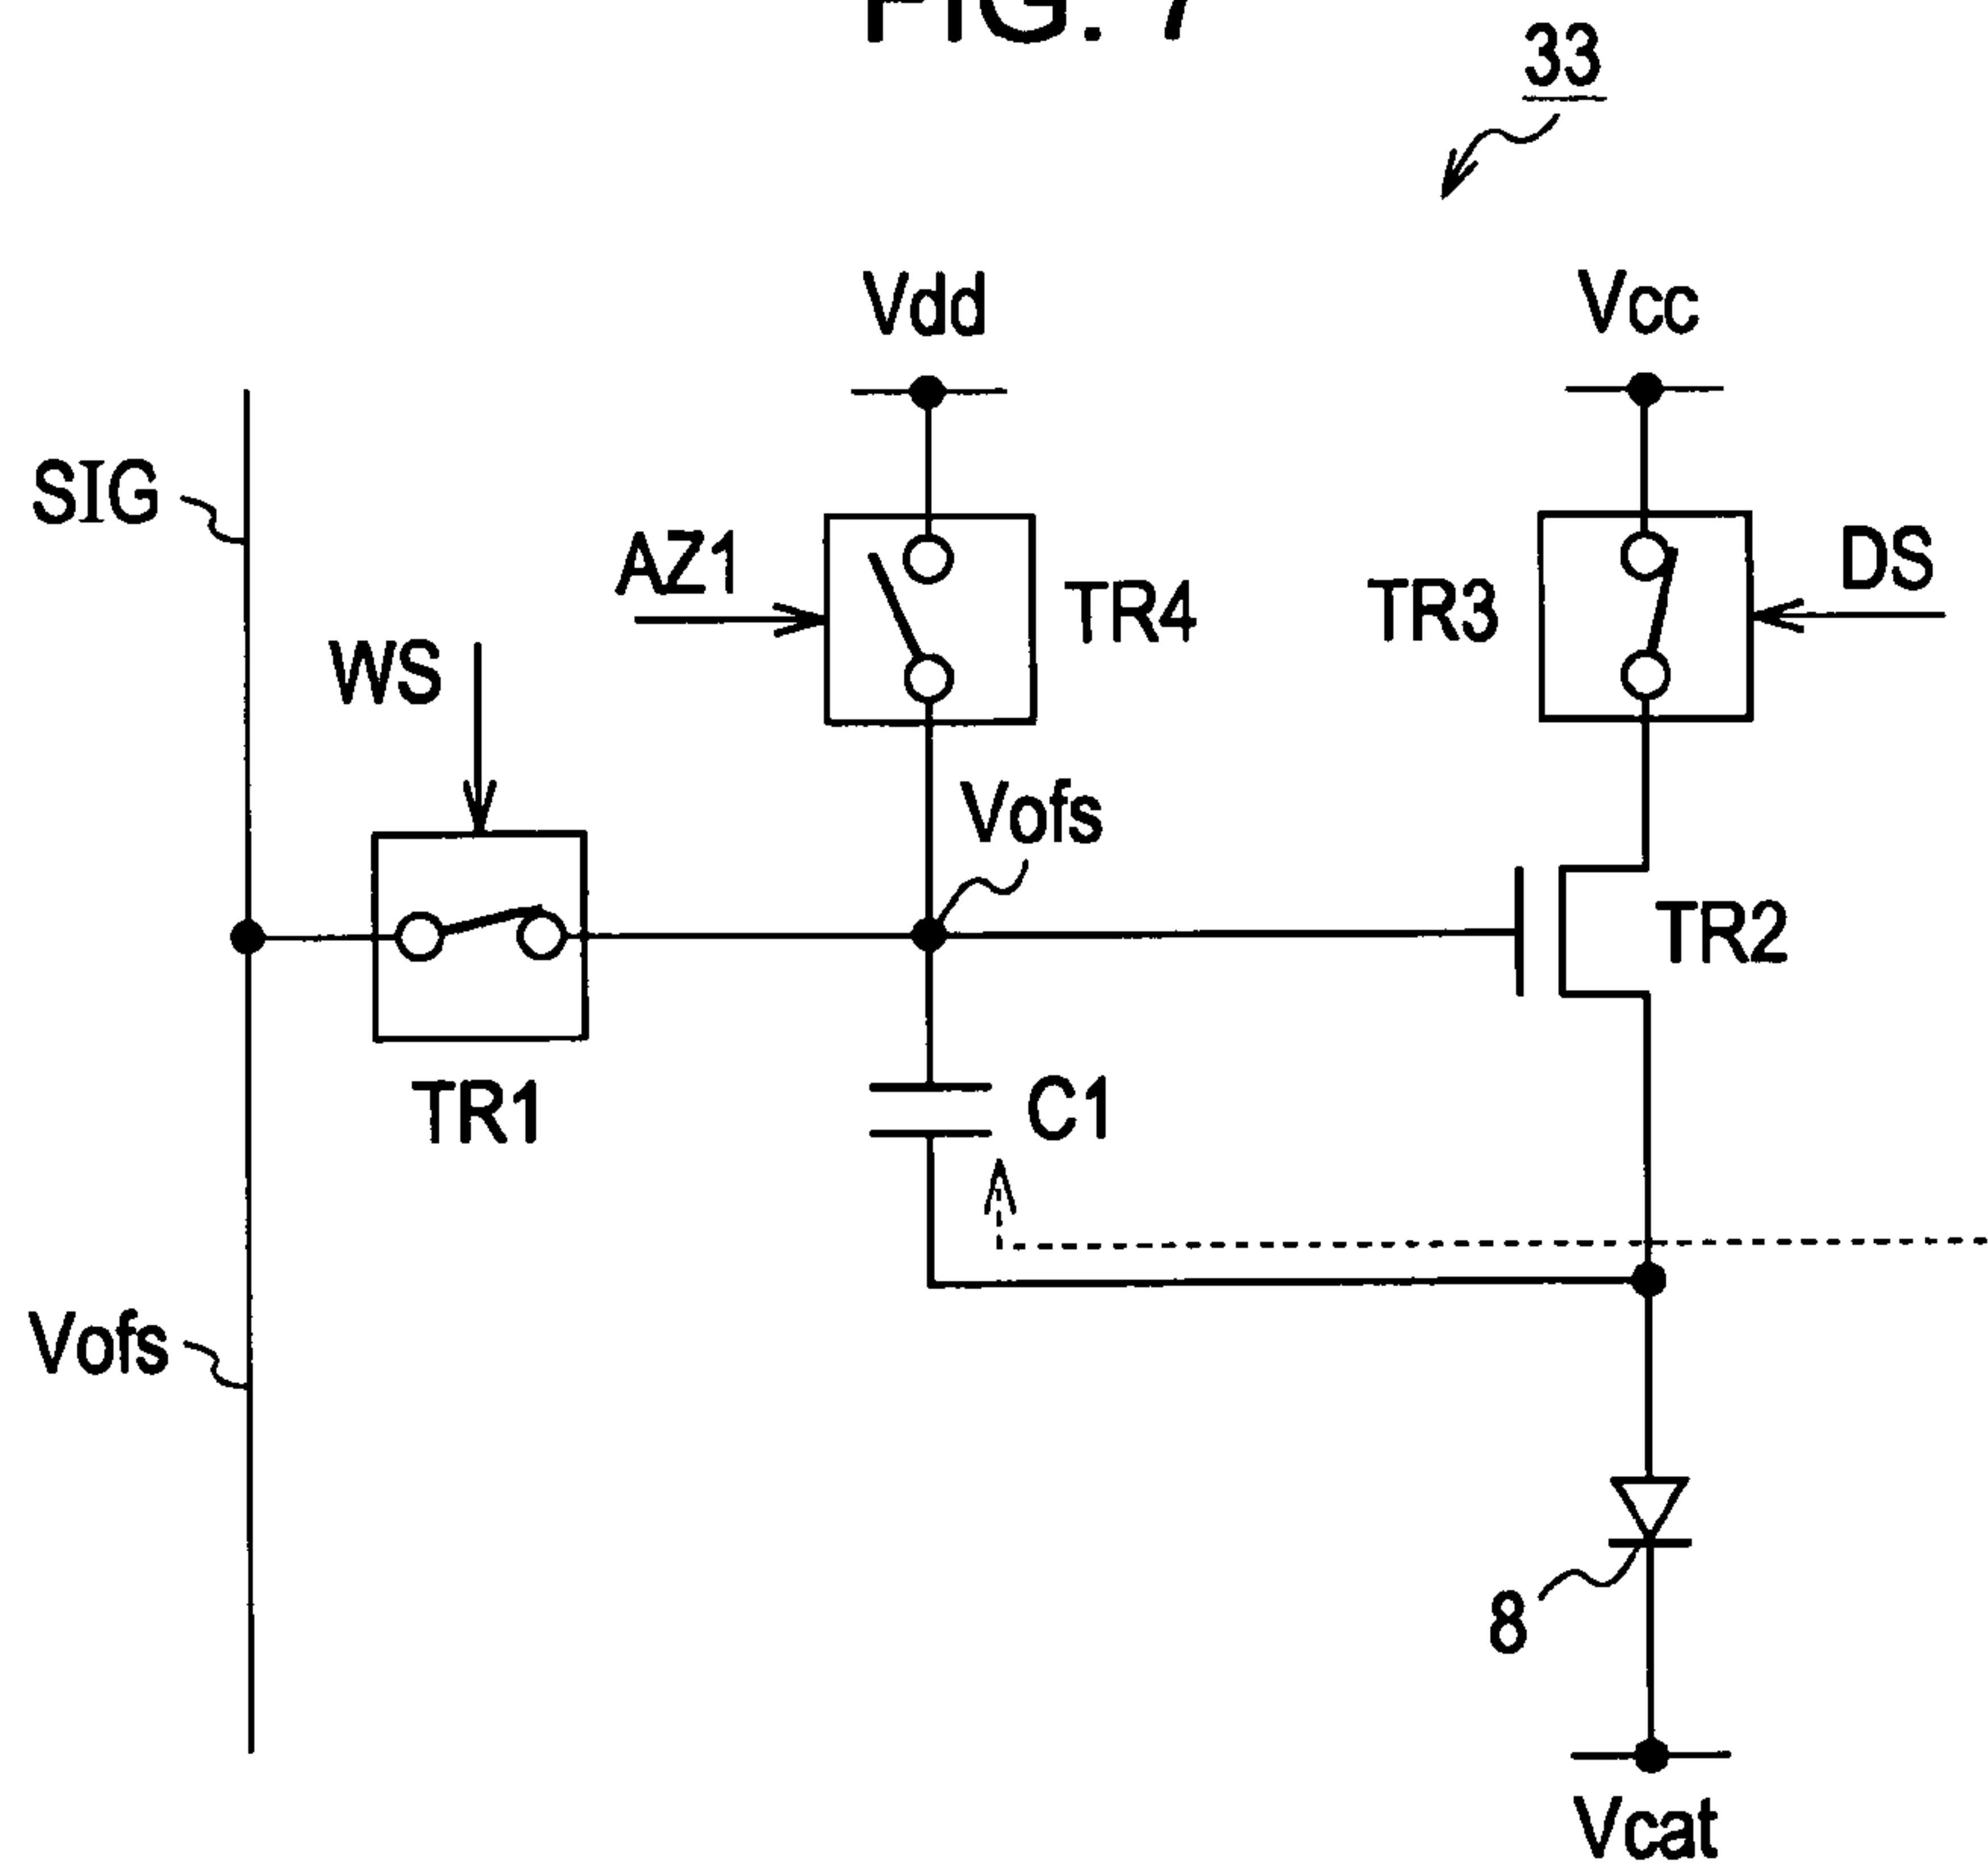 FIG. 7
33
Vdd
Vcc
SIG
AZ1
TR4
TR3
DS
WS
Vofs
TR2
TR1
C1
Vofs
8
Vcat